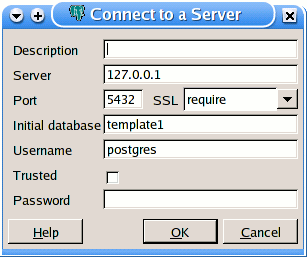 Connect to a Server
Description
Server 127.0.0.1
Port 5432 SSL require
Initial database template1
Username postgres
Trusted
Password
Help OK Cancel